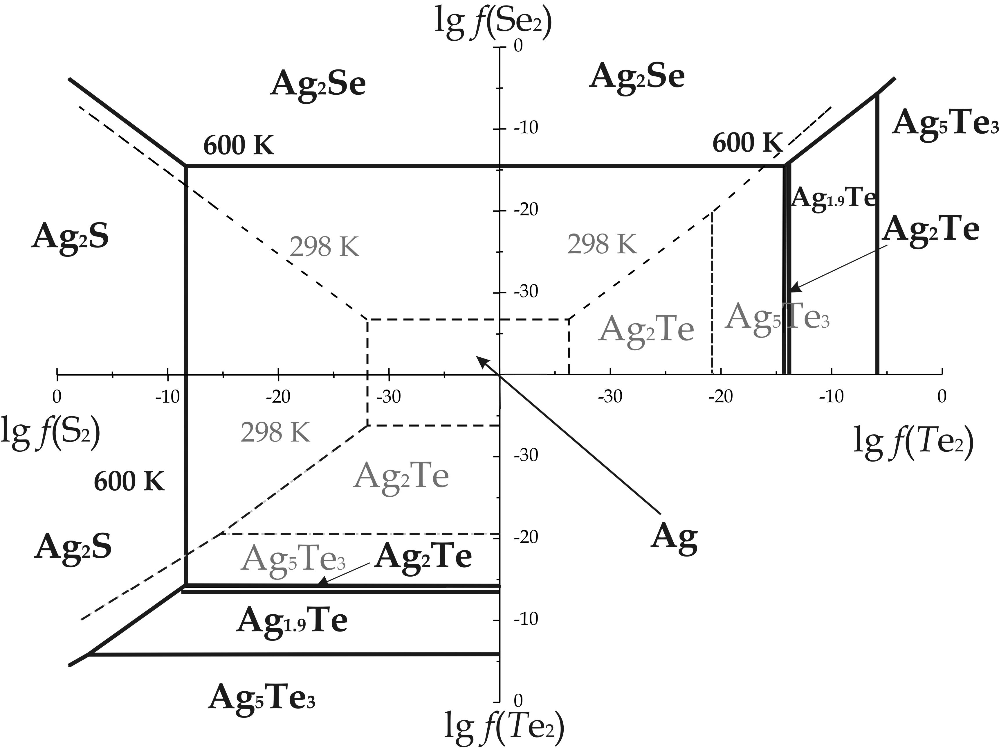 lg f(Se2)
0
Ag2Se
Ag2Se
Ag5Te3
-10
600 K
600 K
Ag1.9Te
-20
Ag2S
Ag2Te
298 K
298 K
-30
Ag2Te
Ag5Te3
0
-10
-20
-30
-30
-20
-10
0
lg f(S2)
298 K
lg f(Te2)
-30
600 K
Ag2Te
-20
Ag
Ag2S
Ag5Te3
Ag2Te
-10
Ag1.9Te
Ag5Te3
0
lg f(Te2)